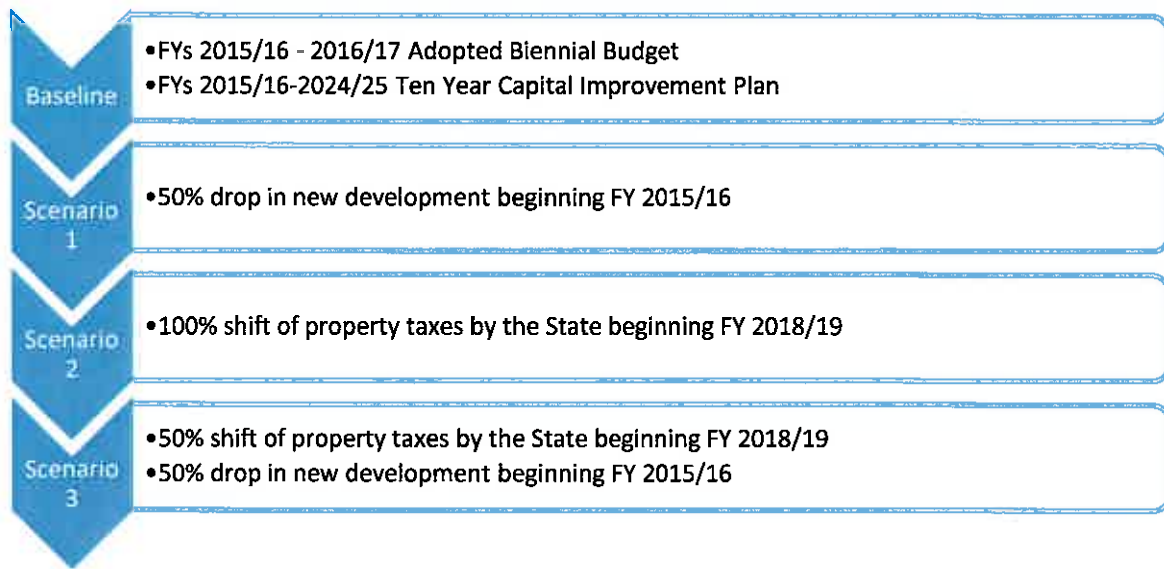 Baseline
•FYs 2015/16 - 2016/17 Adopted Biennial Budget
•FYs 2015/16-2024/25 Ten Year Capital Improvement Plan
Scenario
1
•50% drop in new development beginning FY 2015/16
Scenario
2
•100% shift of property taxes by the State beginning FY 2018/19
Scenario
3
•50% shift of property taxes by the State beginning FY 2018/19
•50% drop in new development beginning FY 2015/16